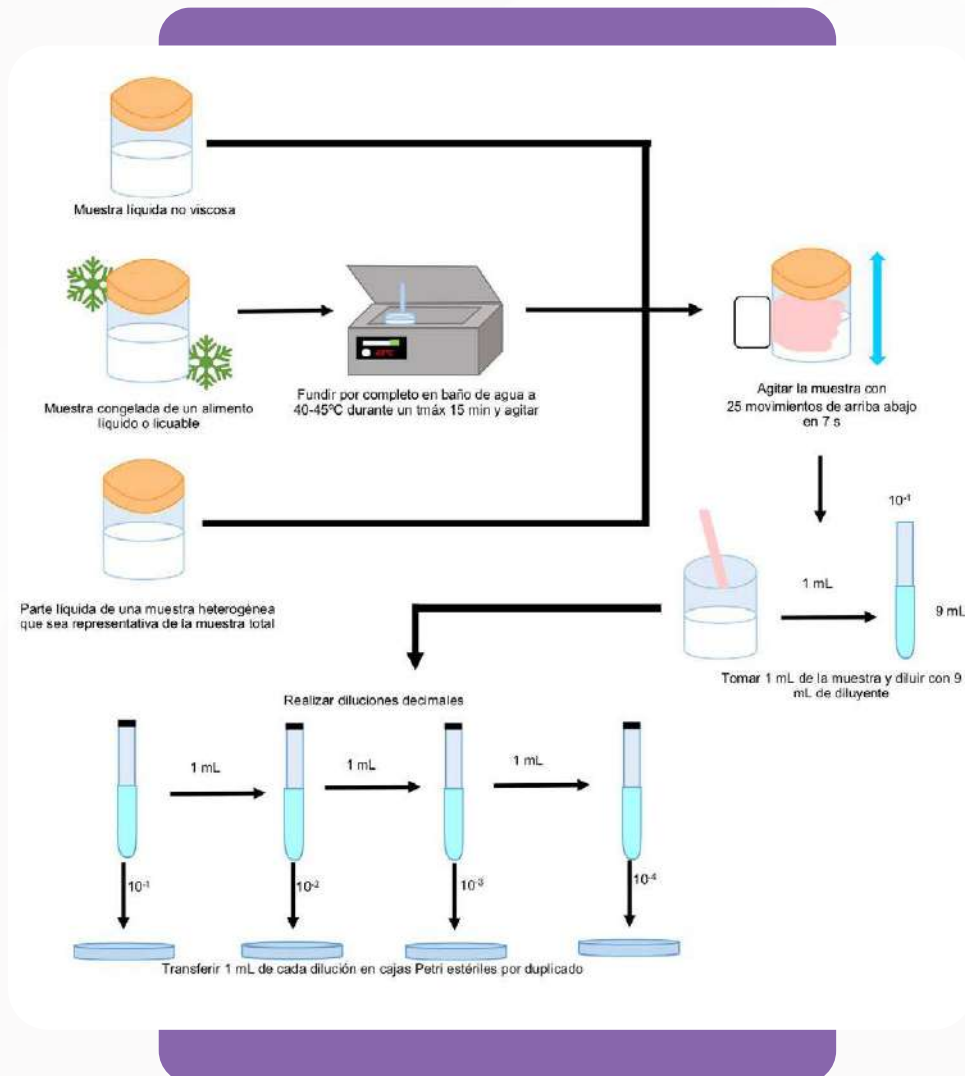 Muestra líquida no viscosa
Muestra congelada de un alimento
líquido o licuable
Fundir por completo en baño de agua a
40-45ºC durante un tmáx 15 min y agitar
Agitar la muestra con
25 movimientos de arriba abajo
en 7 s
Parte líquida de una muestra heterogénea
que sea representativa de la muestra total
10⁻¹
1 mL
9 mL
Tomar 1 mL de la muestra y diluir con 9
mL de diluyente
Realizar diluciones decimales
1 mL
1 mL
1 mL
10⁻¹
10⁻²
10⁻³
10⁻⁴
Transferir 1 mL de cada dilución en cajas Petri estériles por duplicado